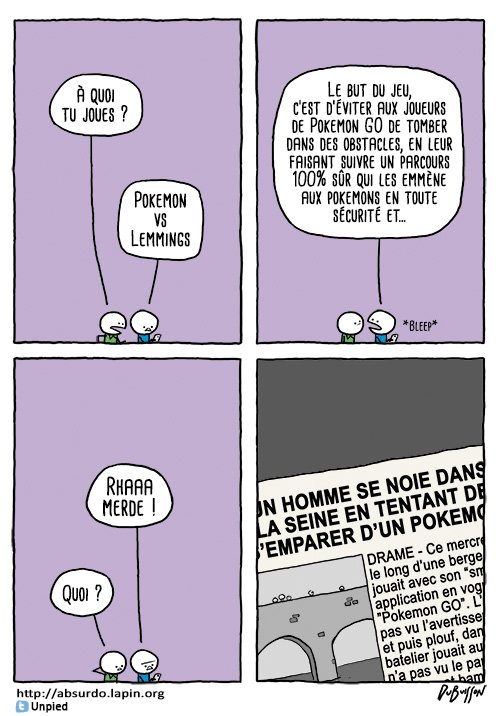 À QUOI
TU JOUES ?
POKEMON
VS
LEMMINGS
LE BUT DU JEU,
C'EST D'ÉVITER AUX JOUEURS
DE POKEMON GO DE TOMBER
DANS DES OBSTACLES, EN LEUR
FAISANT SUIVRE UN PARCOURS
100% SÛR QUI LES EMMÈNE
AUX POKEMONS EN TOUTE
SÉCURITÉ ET...
*BLEEP*
RHAAA
MERDE !
QUOI ?
UN HOMME SE NOIE DANS
LA SEINE EN TENTANT DE
'EMPARER D'UN POKEMO
DRAME - Ce mercre
le long d'une berge
jouait avec son "sm
application en vog
"Pokemon GO". L'
pas vu l'avertisse
et puis plouf, dan
batelier jouait au
n'a pas vu le pa
http://absurdo.lapin.org
Unpied
DUBUISSON